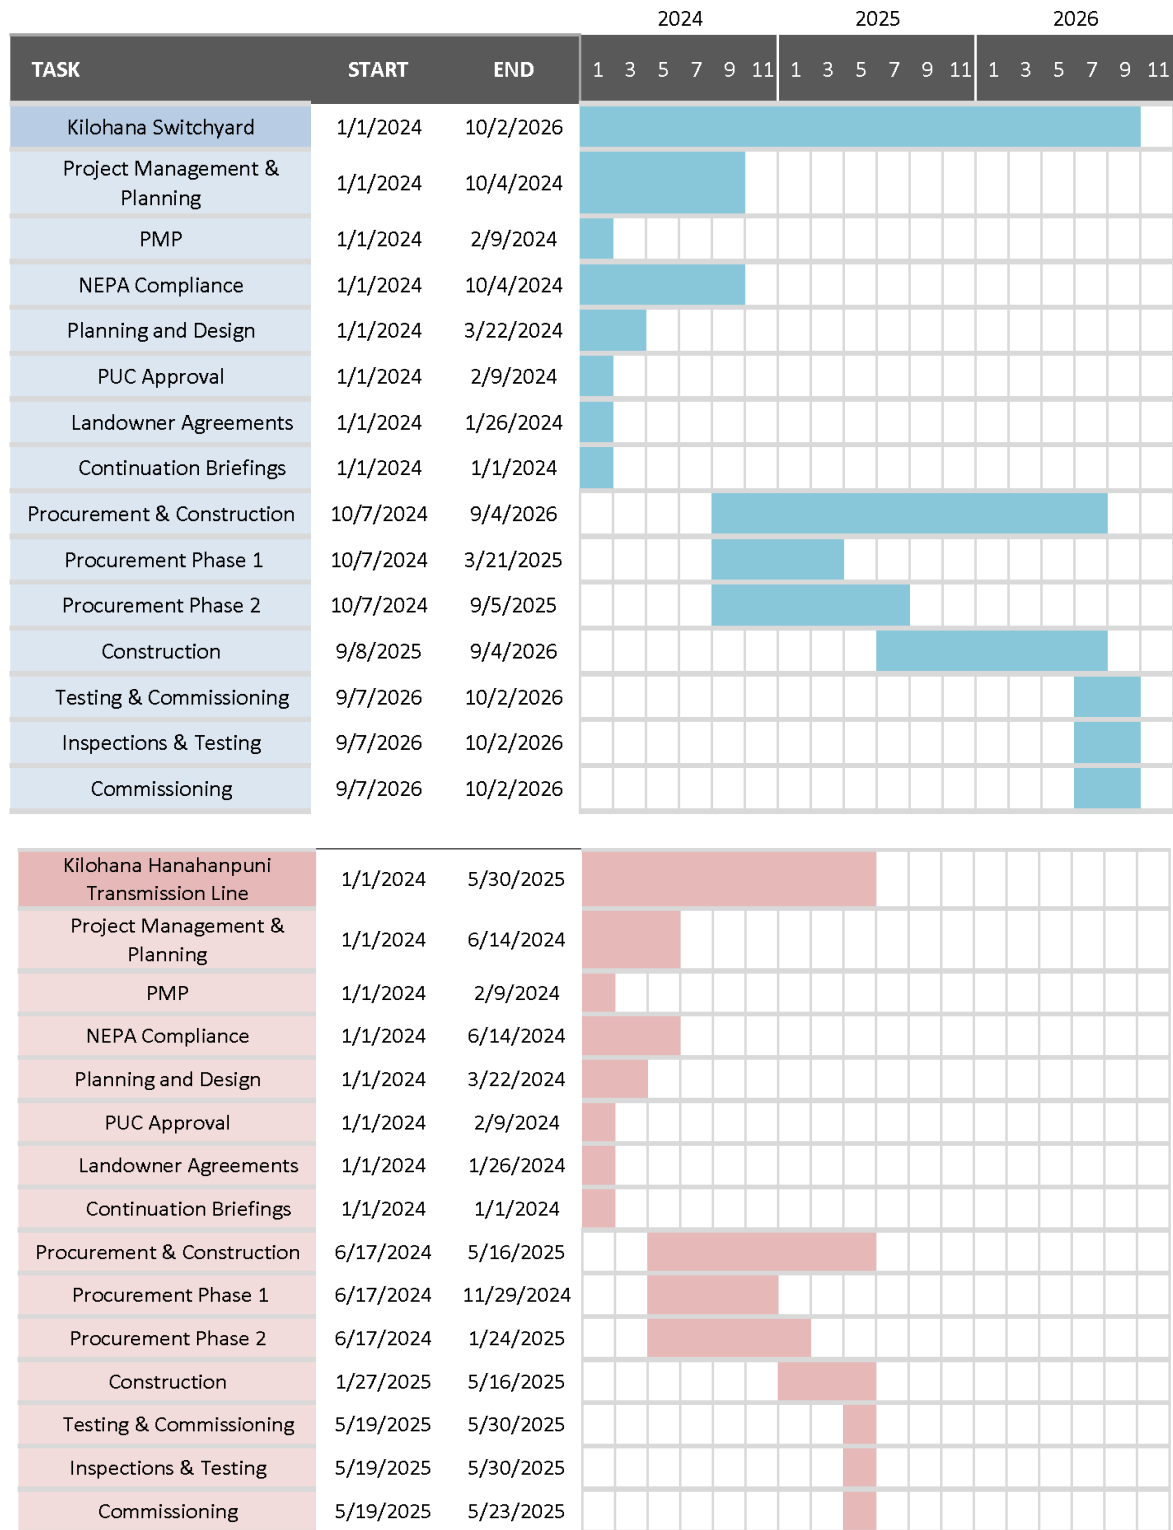 2024 2025 2026
TASK START END 1 3 5 7 9 11 1 3 5 7 9 11 1 3 5 7 9 11
Kilohana Switchyard 1/1/2024 10/2/2026
Project Management &
Planning 1/1/2024 10/4/2024
PMP 1/1/2024 2/9/2024
NEPA Compliance 1/1/2024 10/4/2024
Planning and Design 1/1/2024 3/22/2024
PUC Approval 1/1/2024 2/9/2024
Landowner Agreements 1/1/2024 1/26/2024
Continuation Briefings 1/1/2024 1/1/2024
Procurement & Construction 10/7/2024 9/4/2026
Procurement Phase 1 10/7/2024 3/21/2025
Procurement Phase 2 10/7/2024 9/5/2025
Construction 9/8/2025 9/4/2026
Testing & Commissioning 9/7/2026 10/2/2026
Inspections & Testing 9/7/2026 10/2/2026
Commissioning 9/7/2026 10/2/2026
Kilohana Hanahanpuni
Transmission Line 1/1/2024 5/30/2025
Project Management &
Planning 1/1/2024 6/14/2024
PMP 1/1/2024 2/9/2024
NEPA Compliance 1/1/2024 6/14/2024
Planning and Design 1/1/2024 3/22/2024
PUC Approval 1/1/2024 2/9/2024
Landowner Agreements 1/1/2024 1/26/2024
Continuation Briefings 1/1/2024 1/1/2024
Procurement & Construction 6/17/2024 5/16/2025
Procurement Phase 1 6/17/2024 11/29/2024
Procurement Phase 2 6/17/2024 1/24/2025
Construction 1/27/2025 5/16/2025
Testing & Commissioning 5/19/2025 5/30/2025
Inspections & Testing 5/19/2025 5/30/2025
Commissioning 5/19/2025 5/23/2025